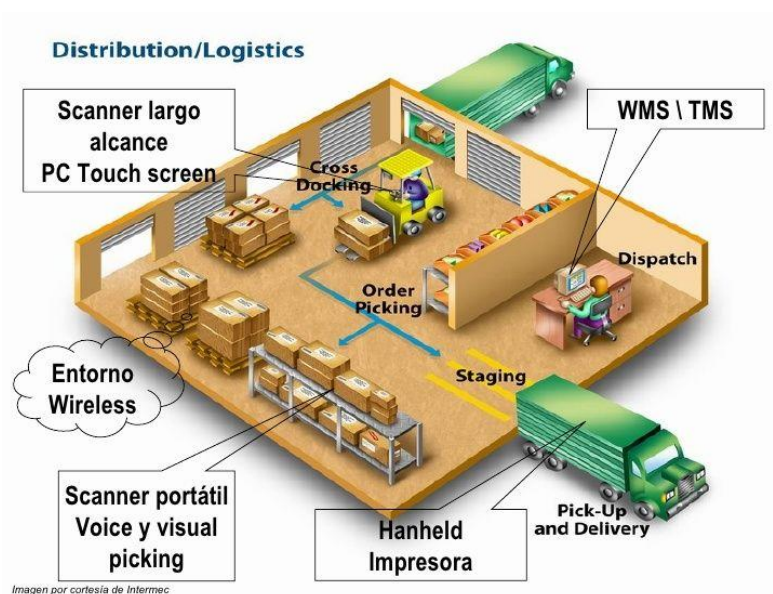 Distribution/Logistics
Scanner largo
alcance
PC Touch screen
WMS \ TMS
Cross
Docking
Dispatch
Order
Picking
Entorno
Wireless
Staging
Scanner portátil
Voice y visual
picking
Hanheld
Impresora
Pick-Up
and Delivery
Imagen por cortesia de Intermec